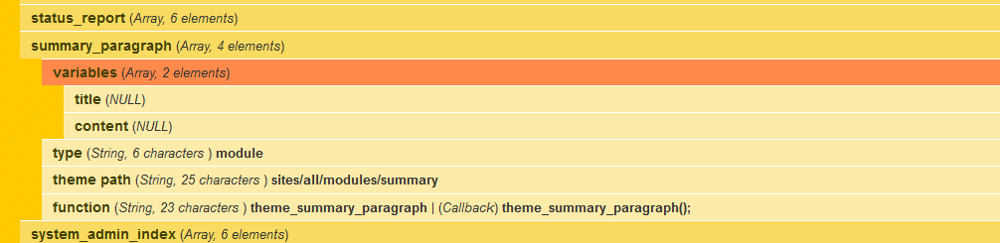 status_report (Array, 6 elements)
summary_paragraph (Array, 4 elements)
variables (Array, 2 elements)
title (NULL)
content (NULL)
type (String, 6 characters ) module
theme path (String, 25 characters ) sites/all/modules/summary
function (String, 23 characters ) theme_summary_paragraph | (Callback) theme_summary_paragraph();
system_admin_index (Array, 6 elements)